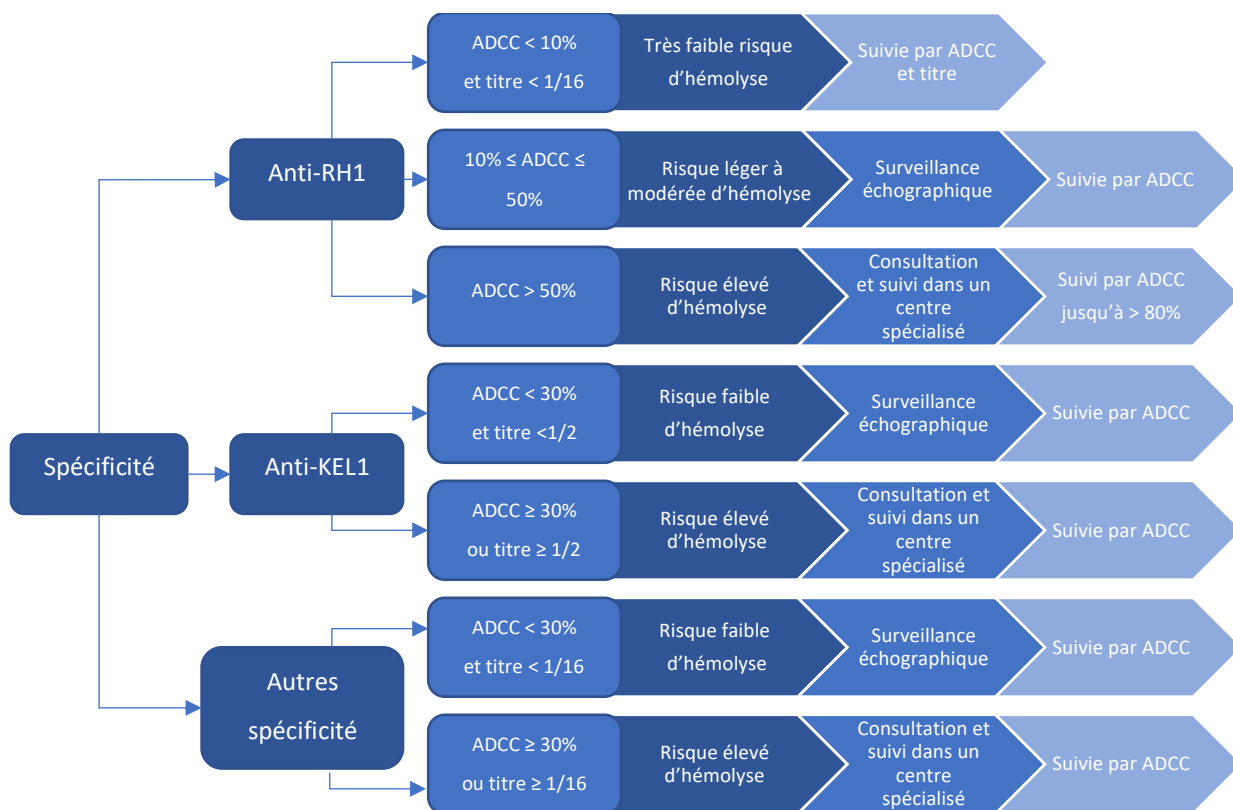 Spécificité
Anti-RH1
ADCC < 10%
et titre < 1/16
Très faible risque
d’hémolyse
Suivie par ADCC
et titre
10% ≤ ADCC ≤
50%
Risque léger à
modérée d’hémolyse
Surveillance
échographique
Suivie par ADCC
ADCC > 50%
Risque élevé
d’hémolyse
Consultation
et suivi dans un
centre
spécialisé
Suivi par ADCC
jusqu’à > 80%
Anti-KEL1
ADCC < 30%
et titre <1/2
Risque faible
d’hémolyse
Surveillance
échographique
Suivie par ADCC
ADCC ≥ 30%
ou titre ≥ 1/2
Risque élevé
d’hémolyse
Consultation et
suivi dans un
centre
spécialisé
Suivie par ADCC
Autres
spécificité
ADCC < 30%
et titre < 1/16
Risque faible
d’hémolyse
Surveillance
échographique
Suivie par ADCC
ADCC ≥ 30%
ou titre ≥ 1/16
Risque élevé
d’hémolyse
Consultation et
suivi dans un
centre
spécialisé
Suivie par ADCC